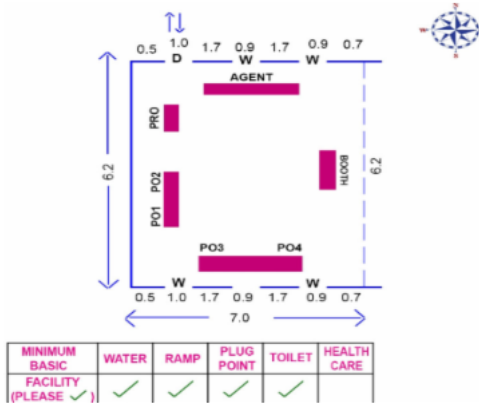 0.5 1.0 1.7 0.9 1.7 0.9 0.7
D W W
AGENT
PRO
BOOTH
PO2
PO1
6.2
6.2
PO3 PO4
W W
0.5 1.0 1.7 0.9 1.7 0.9 0.7
7.0
MINIMUM BASIC WATER RAMP PLUG POINT TOILET HEALTH CARE
FACILITY
(PLEASE ✓) ✓ ✓ ✓ ✓